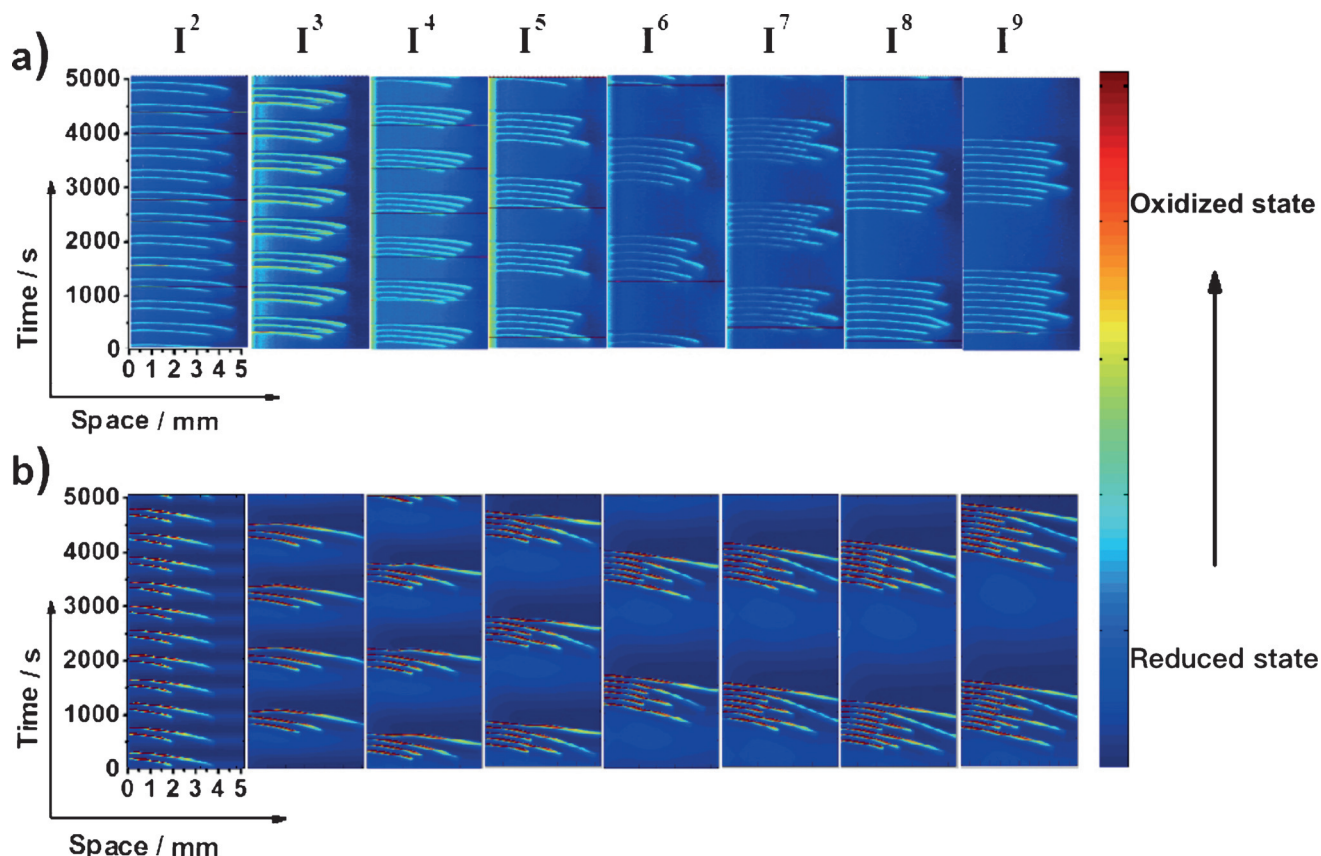 I² I³ I⁴ I⁵ I⁶ I⁷ I⁸ I⁹
a)
5000
4000
3000
2000
1000
0
Time / s
0 1 2 3 4 5
Space / mm
Oxidized state
Reduced state
b)
5000
4000
3000
2000
1000
0
Time / s
0 1 2 3 4 5
Space / mm